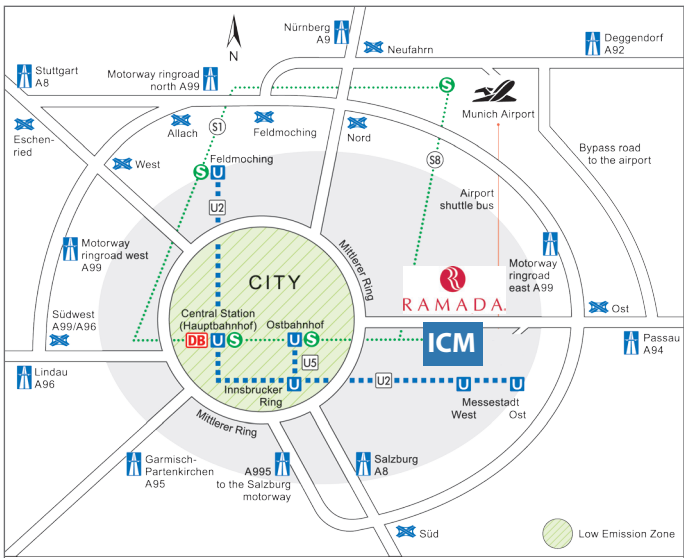 Nürnberg
A9
Neufahrn
Deggendorf
A92
N
Stuttgart
A8
Motorway ringroad
north A99
S
Munich Airport
Eschen-
ried
Allach
S1
Feldmoching
Nord
Bypass road
to the airport
West
Feldmoching
S U
S8
U2
Airport
shuttle bus
Motorway
ringroad west
A99
Mittlerer Ring
Motorway
ringroad
east A99
CITY
RAMADA.
Südwest
A99/A96
Central Station
(Hauptbahnhof)
Ostbahnhof
Ost
DB U S
U S
ICM
Passau
A94
U5
Lindau
A96
Innsbrucker
Ring
U
U2
U
U
Messestadt
West Ost
Mittlerer Ring
Garmisch-
Partenkirchen
A95
A995
to the Salzburg
motorway
Salzburg
A8
Süd
Low Emission Zone